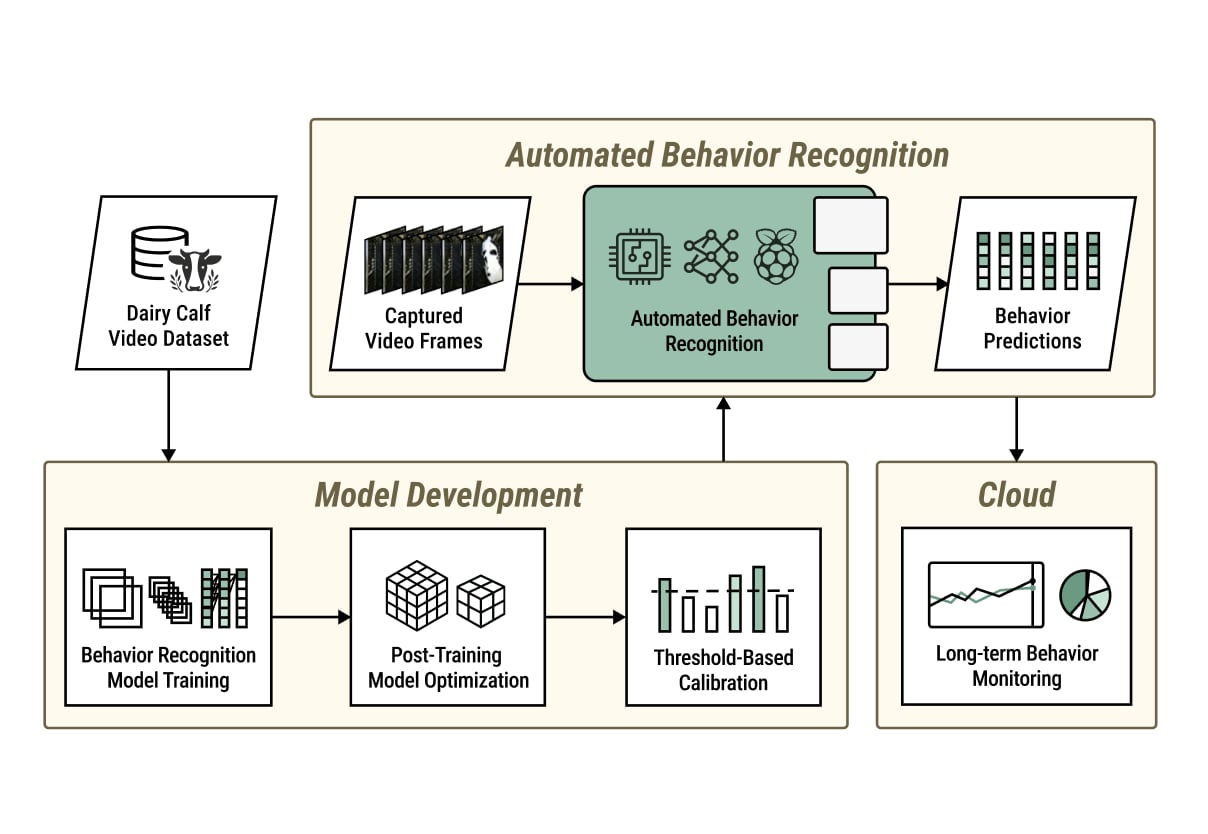 Automated Behavior Recognition
Dairy Calf
Video Dataset
Captured
Video Frames
Automated Behavior
Recognition
Behavior
Predictions
Model Development
Behavior Recognition
Model Training
Post-Training
Model Optimization
Threshold-Based
Calibration
Cloud
Long-term Behavior
Monitoring